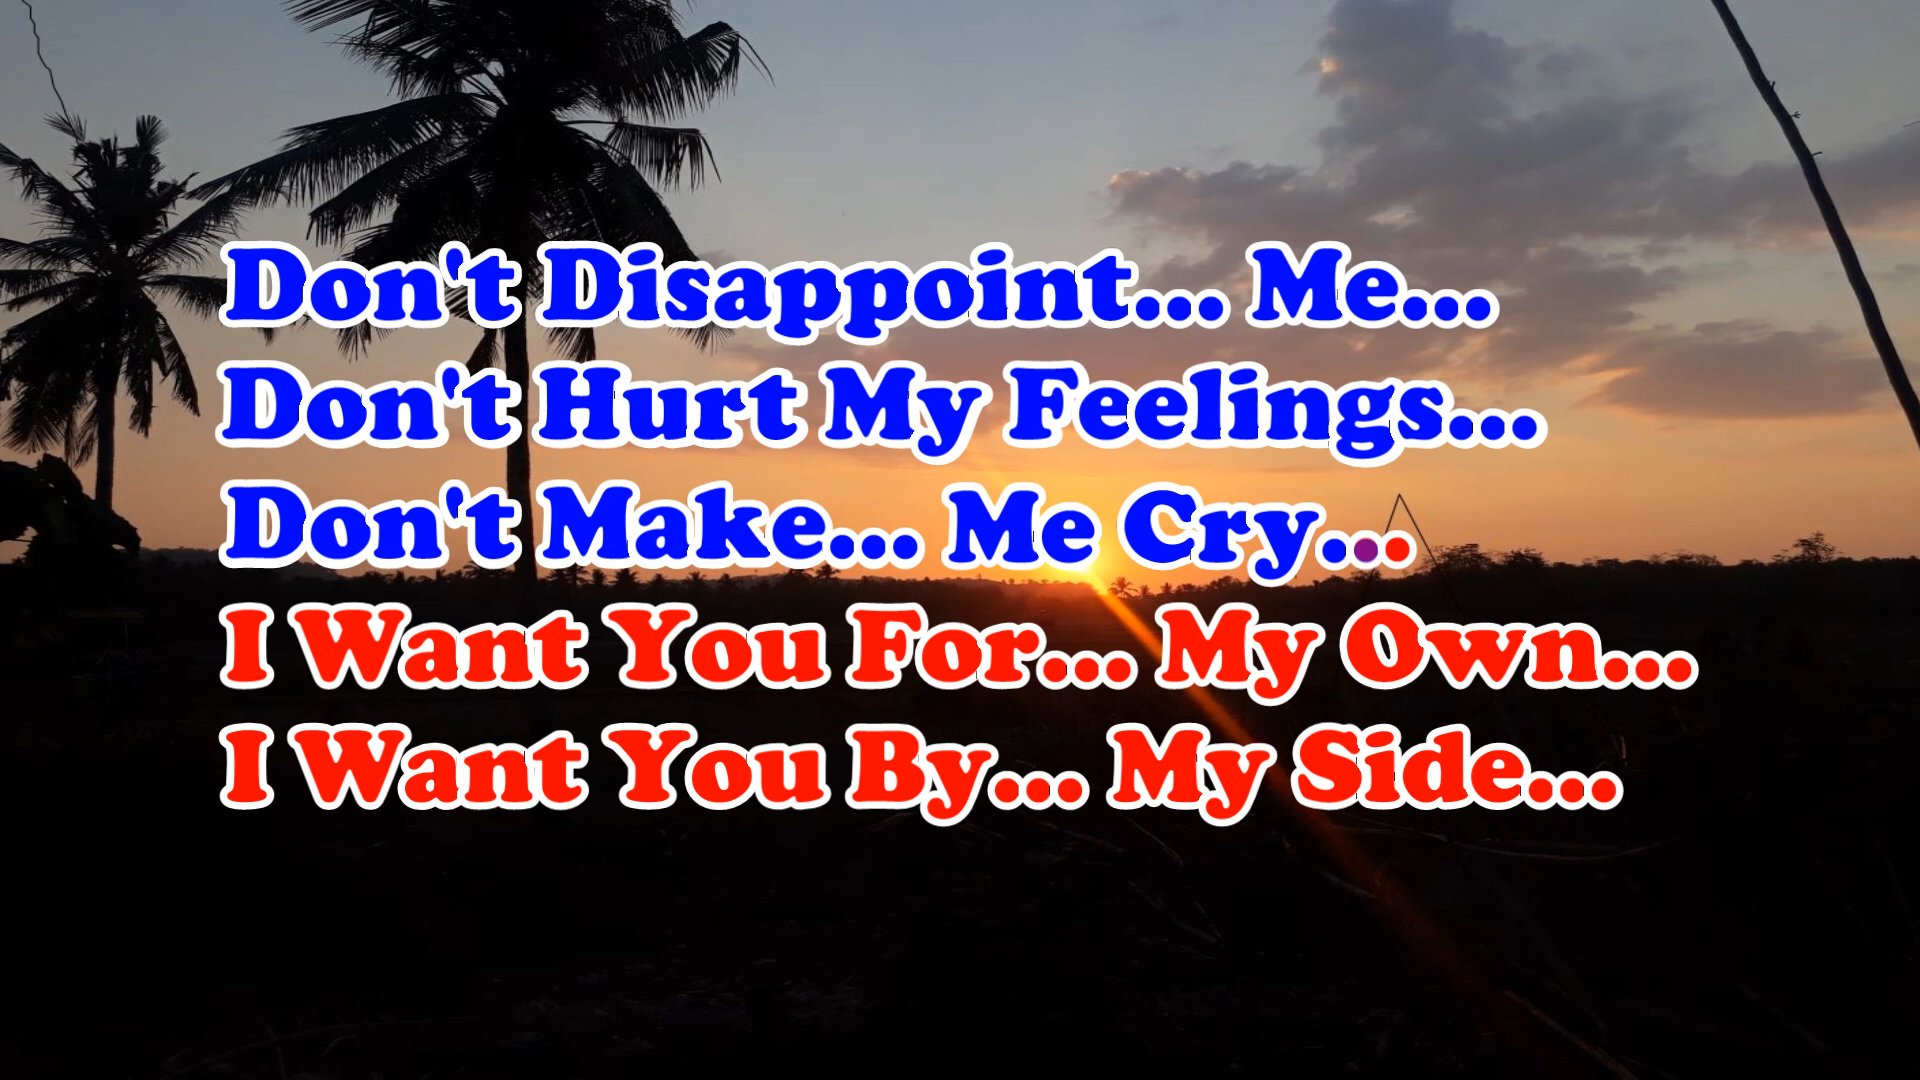 Don't Disappoint... Me...
Don't Hurt My Feelings...
Don't Make... Me Cry...
I Want You For... My Own...
I Want You By... My Side...